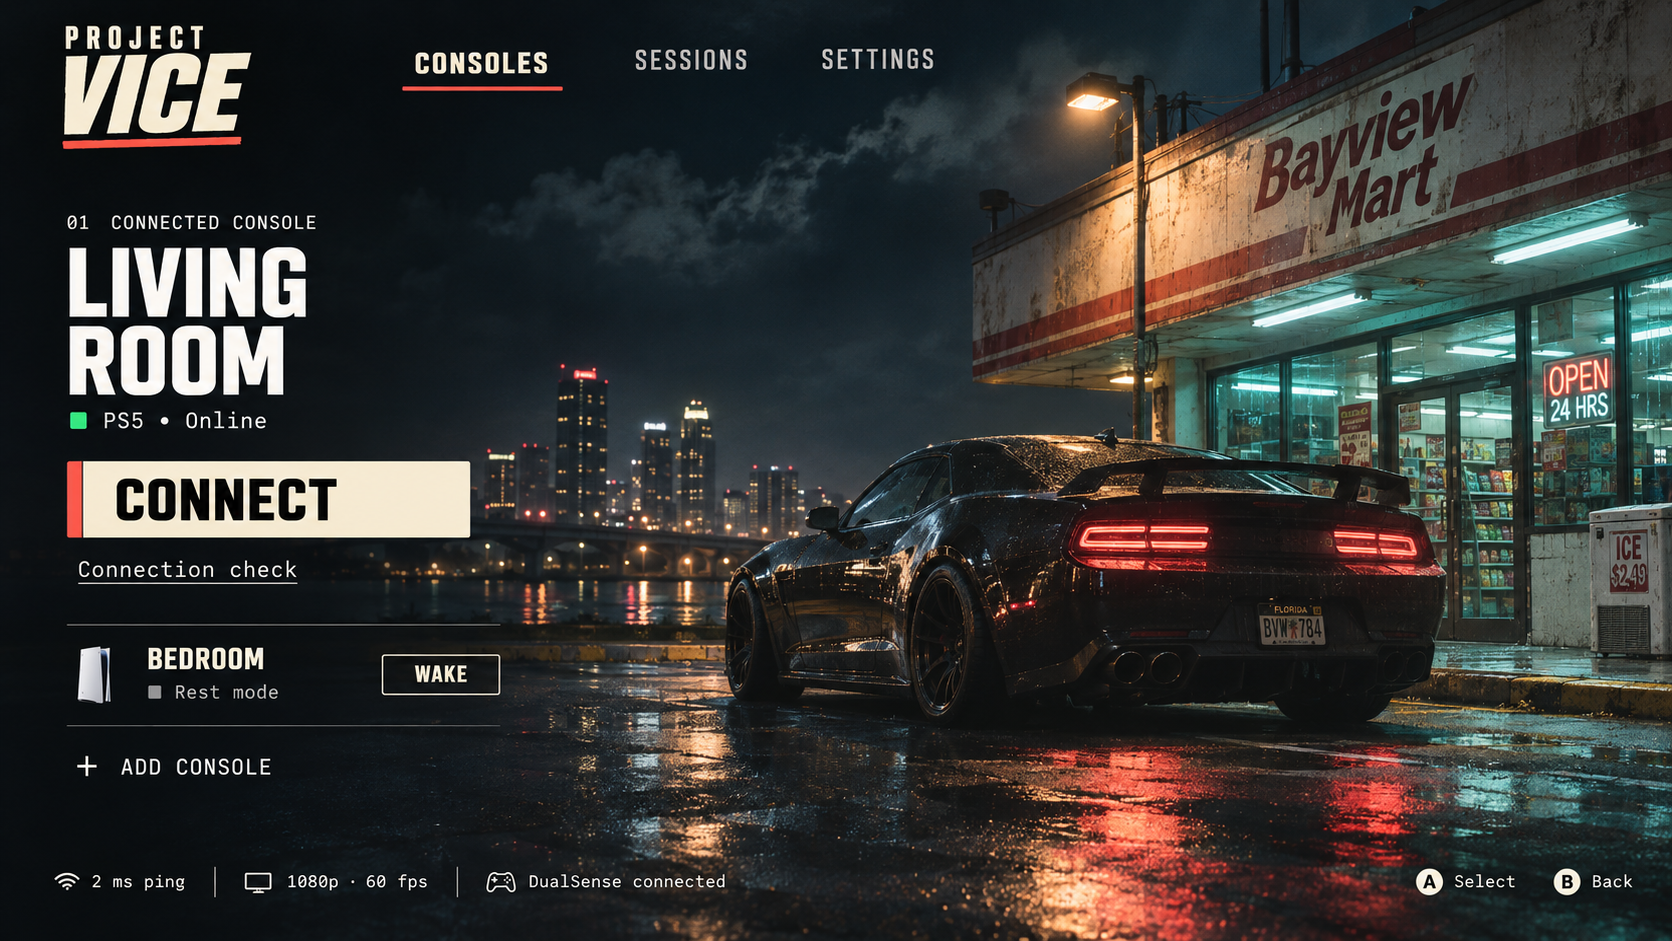 PROJECT
VICE
CONSOLES
SESSIONS
SETTINGS
01 CONNECTED CONSOLE
LIVING
ROOM
PS5 • Online
CONNECT
Connection check
BEDROOM
Rest mode
WAKE
+ ADD CONSOLE
2 ms ping
1080p · 60 fps
DualSense connected
A Select
B Back
Bayview
Mart
OPEN
24 HRS
ICE
$2.49
FLORIDA
BVW 784